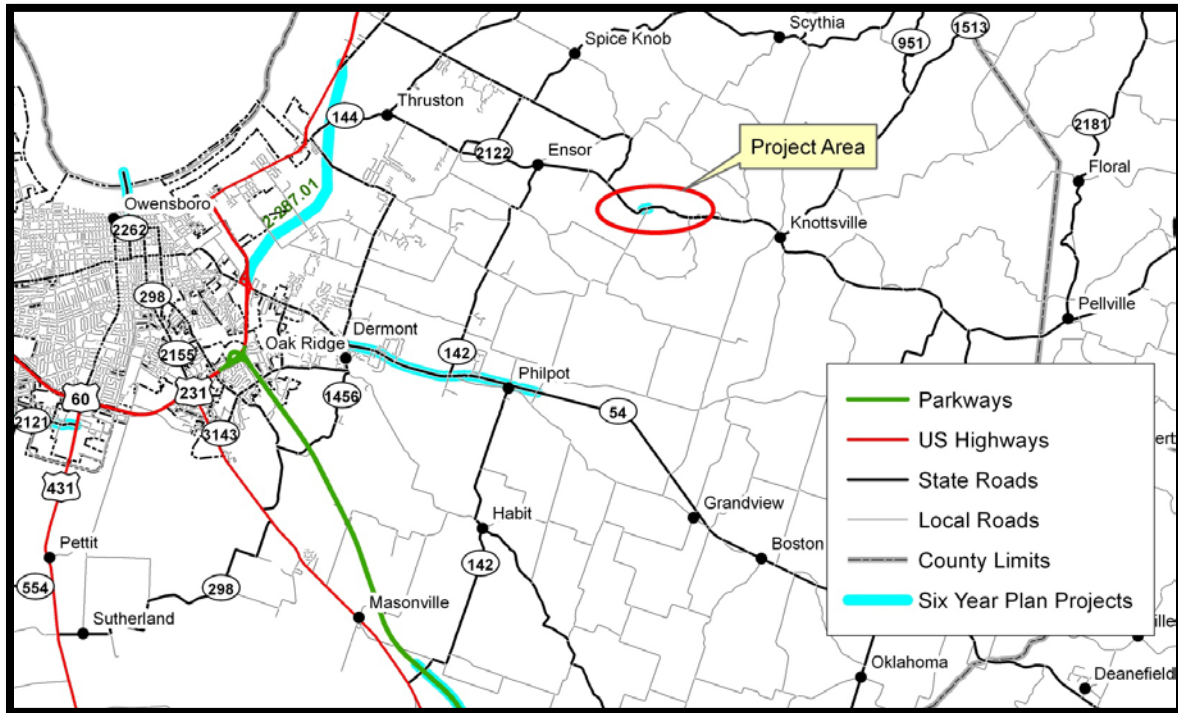 Scythia
1513
951
Spice Knob
Thruston
144
2122
Ensor
Project Area
2181
Floral
2-287.01
Owensboro
2262
Knottsville
298
Pellville
Dermont
Oak Ridge
2155
142
Philpot
231
60
1456
54
2121
3143
431
Parkways
US Highways
State Roads
Local Roads
County Limits
Six Year Plan Projects
Grandview
Habit
Boston
Pettit
142
554
298
Masonville
Sutherland
Oklahoma
Deanefield
ert
ille